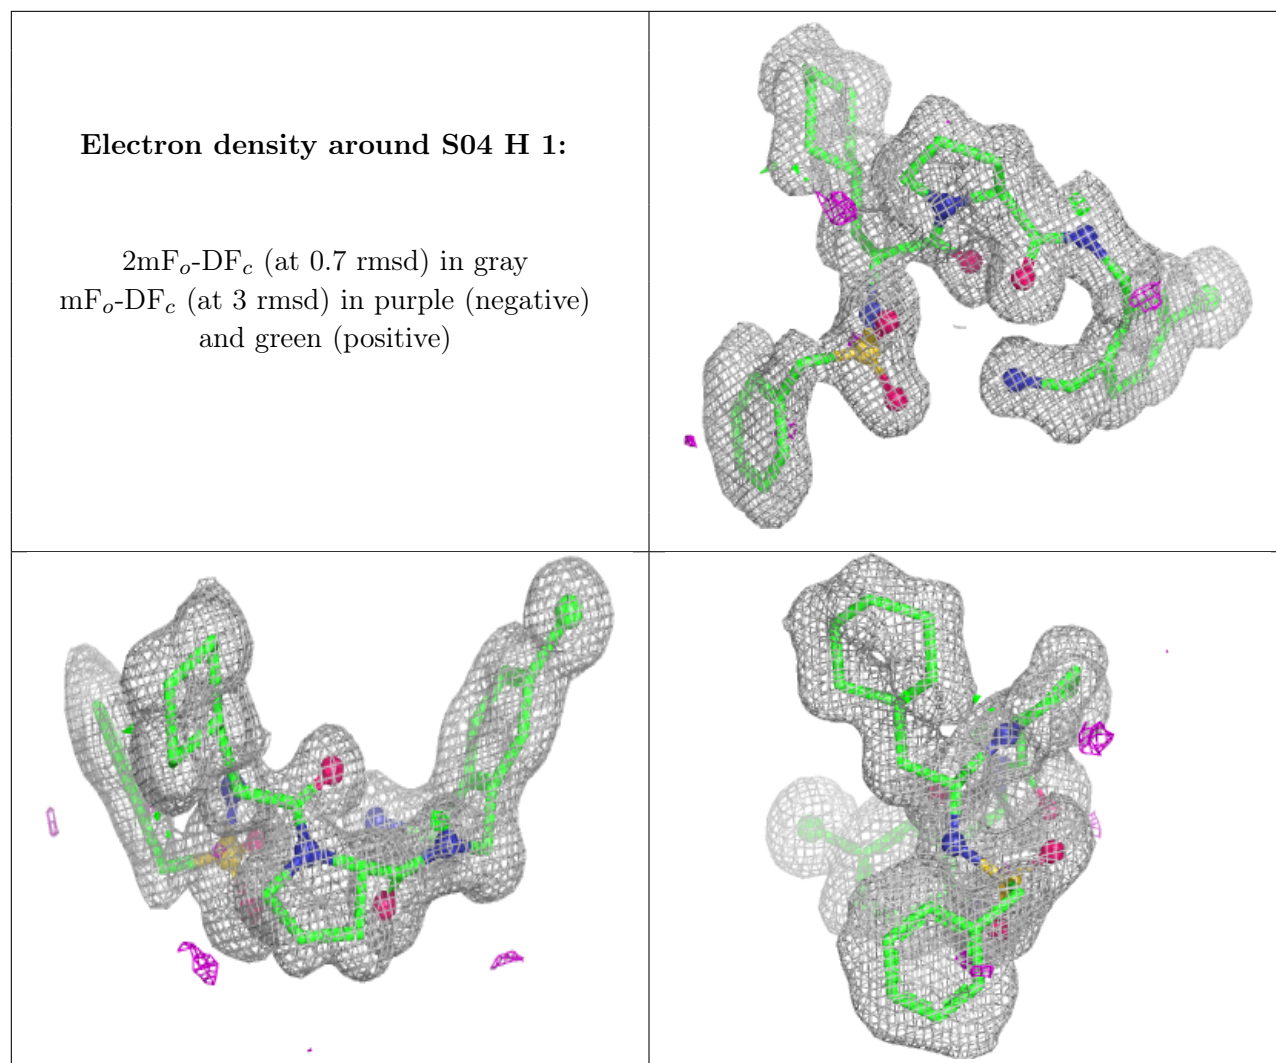 Electron density around S04 H 1:
2mFo-DFc (at 0.7 rmsd) in gray
mFo-DFc (at 3 rmsd) in purple (negative)
and green (positive)